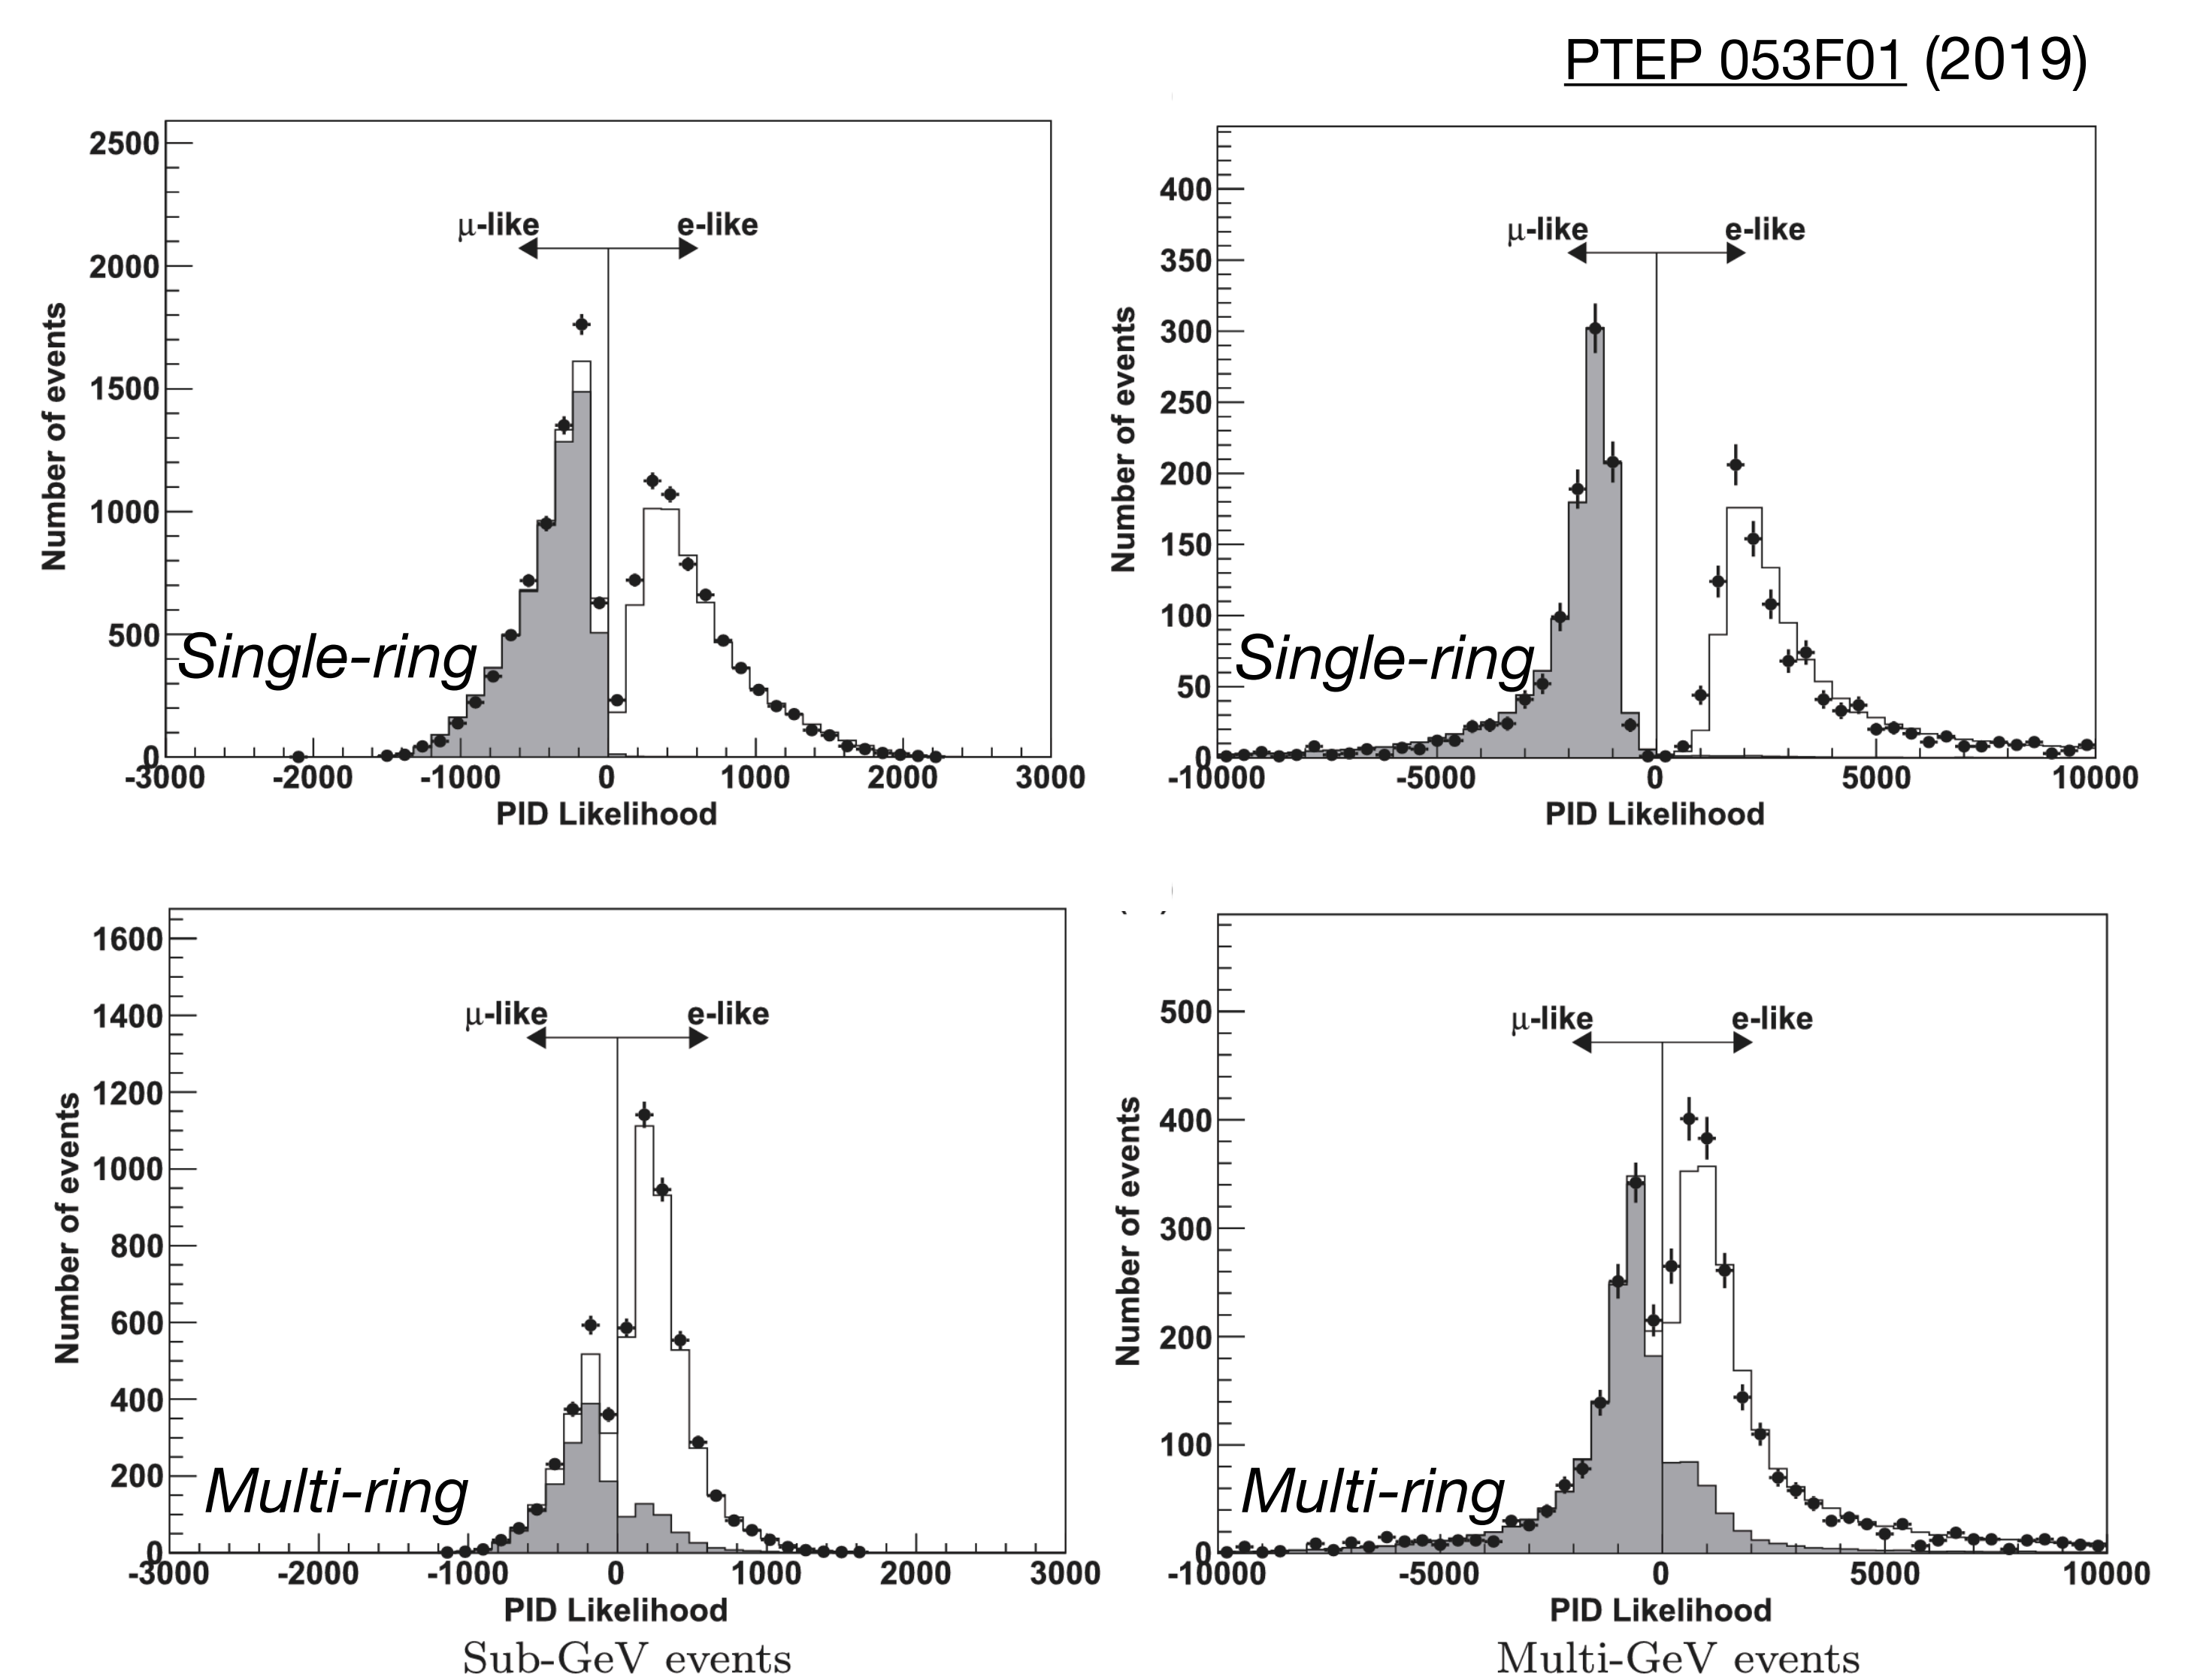 PTEP 053F01 (2019)
2500
2000
1500
1000
500
0
Number of events
μ-like
e-like
Single-ring
-3000
-2000
-1000
0
1000
2000
3000
PID Likelihood
400
350
300
250
200
150
100
50
0
Number of events
μ-like
e-like
Single-ring
-10000
-5000
0
5000
10000
PID Likelihood
1600
1400
1200
1000
800
600
400
200
0
Number of events
μ-like
e-like
Multi-ring
-3000
-2000
-1000
0
1000
2000
3000
PID Likelihood
Sub-GeV events
500
400
300
200
100
0
Number of events
μ-like
e-like
Multi-ring
-10000
-5000
0
5000
10000
PID Likelihood
Multi-GeV events